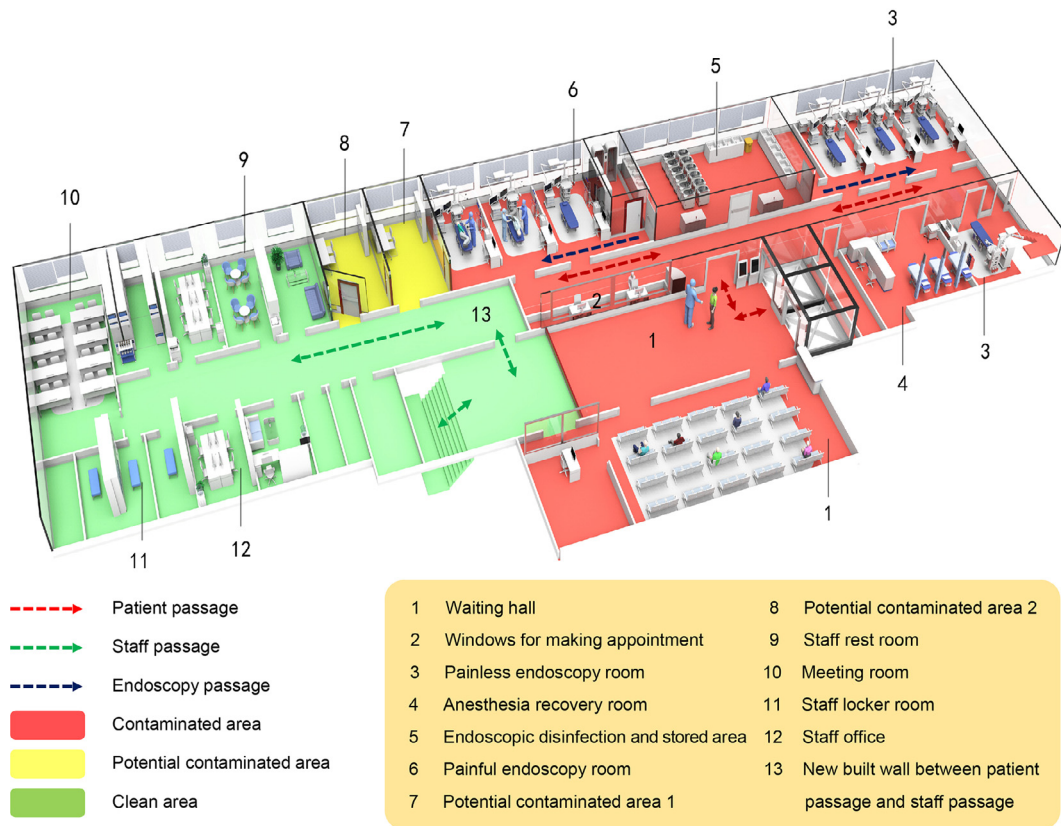 3
5
6
7
8
9
10
13
2
1
4
3
1
11
12
Patient passage
Staff passage
Endoscopy passage
Contaminated area
Potential contaminated area
Clean area
1 Waiting hall
2 Windows for making appointment
3 Painless endoscopy room
4 Anesthesia recovery room
5 Endoscopic disinfection and stored area
6 Painful endoscopy room
7 Potential contaminated area 1
8 Potential contaminated area 2
9 Staff rest room
10 Meeting room
11 Staff locker room
12 Staff office
13 New built wall between patient
passage and staff passage